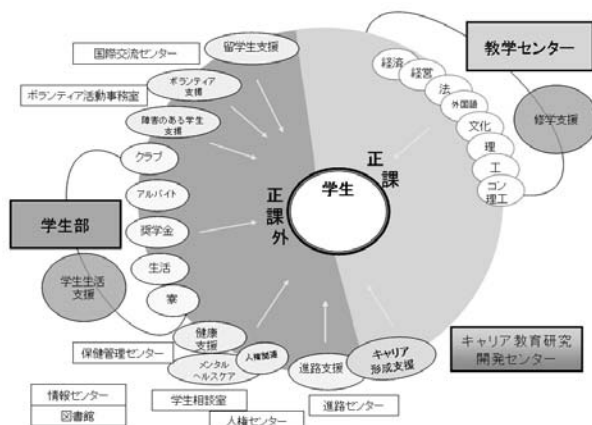 国際交流センター
留学生支援
教学センター
ボランティア活動事務室
ボランティア
支援
障害のある学生
支援
経済
経営
法
外国語
文化
理
工
コン
理工
修学支援
クラブ
アルバイト
奨学金
生活
寮
学生部
学生生活
支援
学生
正課
正課外
健康
支援
保健管理センター
メンタル
ヘルスケア
人権関連
進路支援
キャリア
形成支援
キャリア教育研究
開発センター
情報センター
図書館
学生相談室
人権センター
進路センター